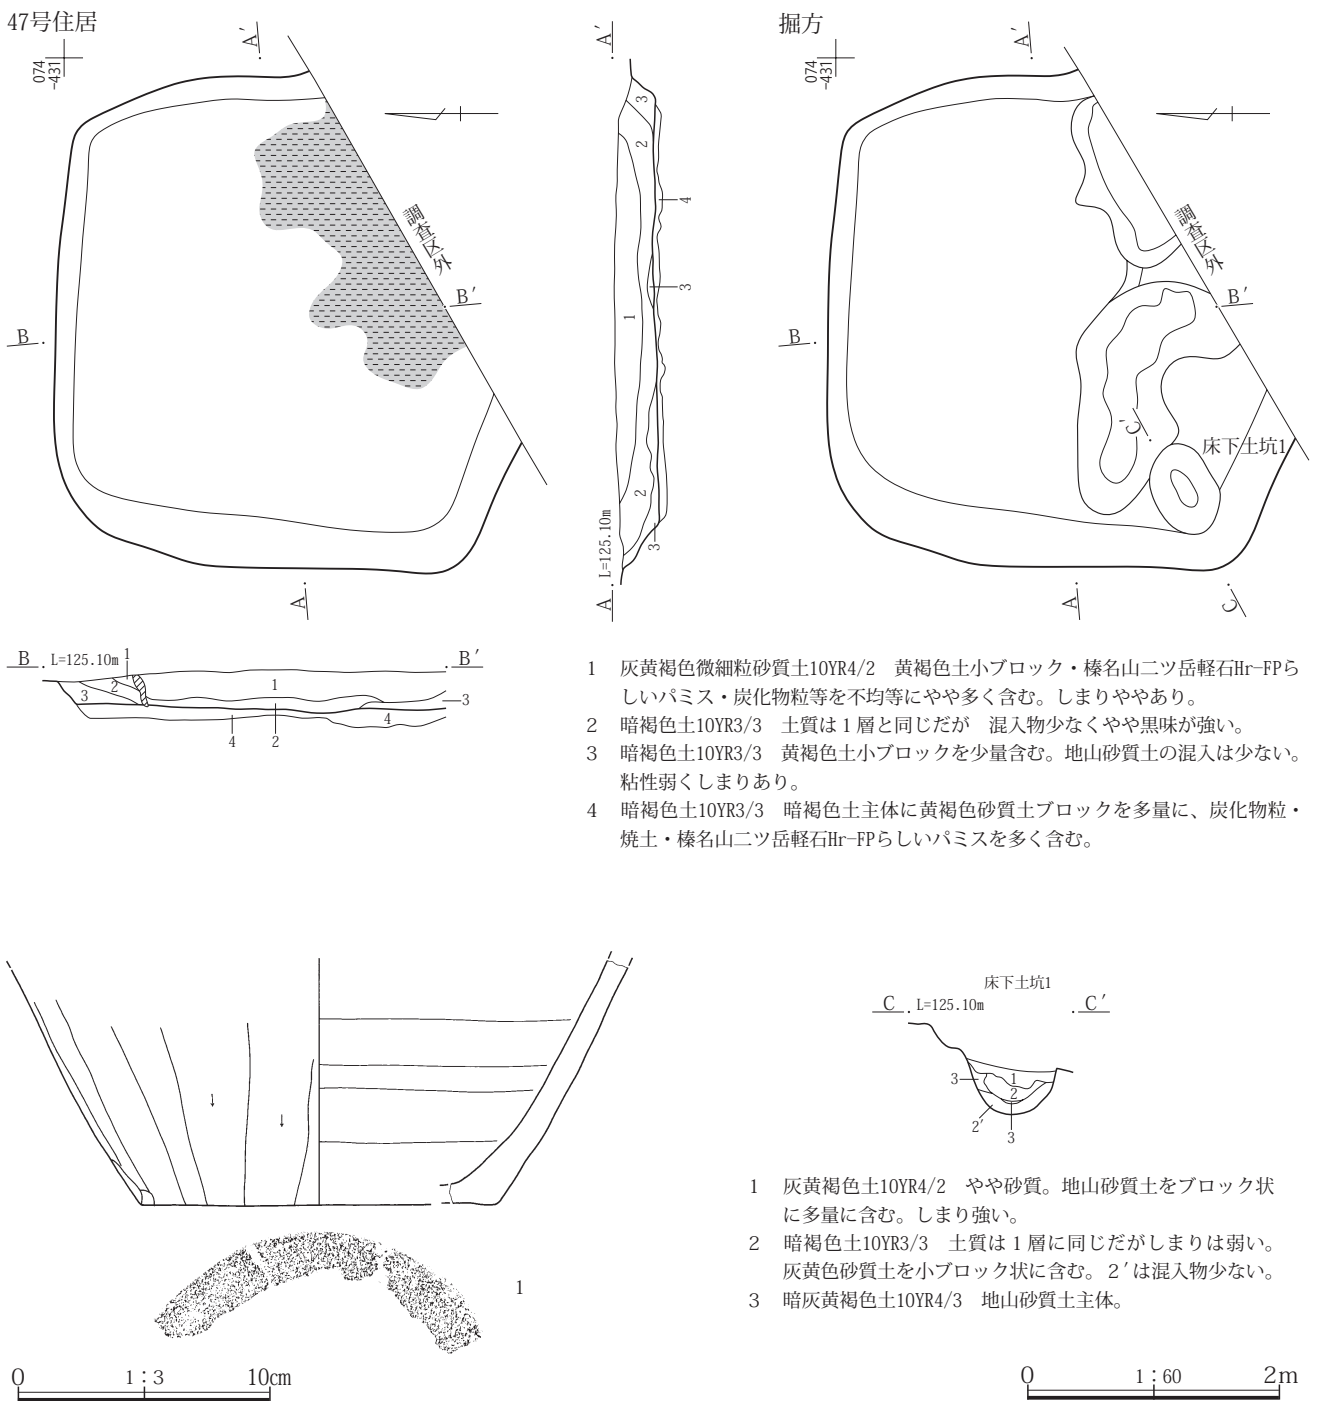 47号住居
掘方
074
-431
A′
調査区外
B
B′
A
A′
3
2
4
3
1
2
3
A
L=125.10m
074
-431
A′
調査区外
B
B′
C′
床下土坑1
A
C
B
L=125.10m
1
B′
3
2
1
3
4
4
2
1 灰黄褐色微細粒砂質土10YR4/2 黄褐色土小ブロック・榛名山二ツ岳軽石Hr-FPら
しいパミス・炭化物粒等を不均等にやや多く含む。しまりややあり。
2 暗褐色土10YR3/3 土質は1層と同じだが 混入物少なくやや黒味が強い。
3 暗褐色土10YR3/3 黄褐色土小ブロックを少量含む。地山砂質土の混入は少ない。
粘性弱くしまりあり。
4 暗褐色土10YR3/3 暗褐色土主体に黄褐色砂質土ブロックを多量に、炭化物粒・
焼土・榛名山二ツ岳軽石Hr-FPらしいパミスを多く含む。
床下土坑1
C
L=125.10m
C′
3
1
2
2′
3
1 灰黄褐色土10YR4/2 やや砂質。地山砂質土をブロック状
に多量に含む。しまり強い。
2 暗褐色土10YR3/3 土質は1層に同じだがしまりは弱い。
灰黄色砂質土を小ブロック状に含む。2′は混入物少ない。
3 暗灰黄褐色土10YR4/3 地山砂質土主体。
1
0
1：3
10cm
0
1：60
2m